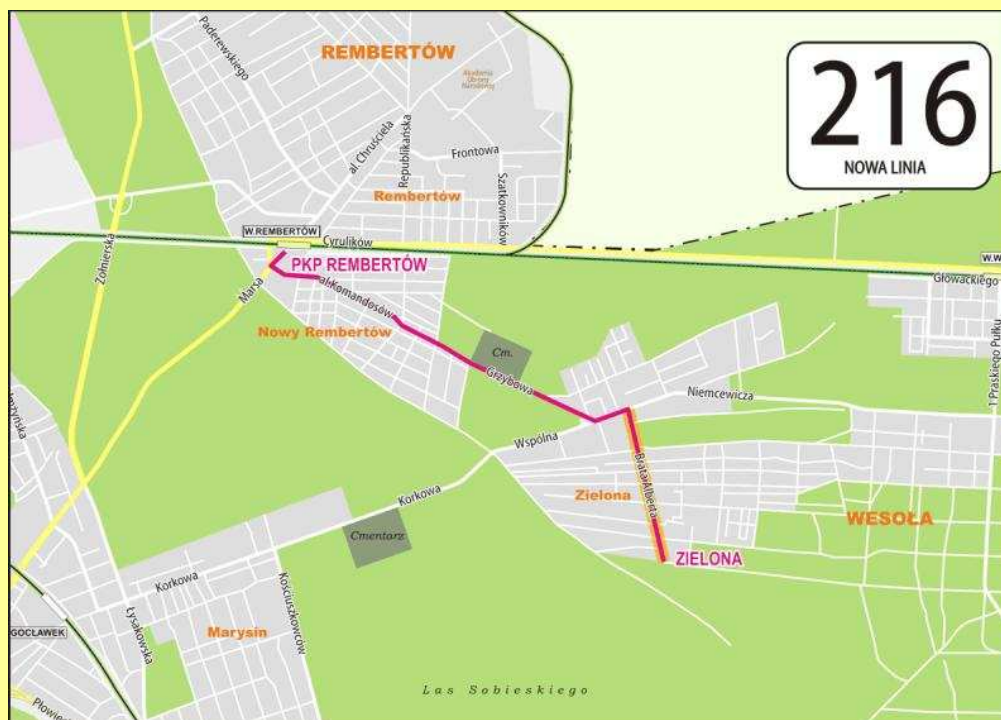 REMBERTÓW
Paderewskiego
Akademia
Obrony
Narodowej
216
NOWA LINIA
al. Chruściela
Republikańska
Frontowa
Szatkowników
Rembertów
W.REMBERTÓW
Cyrulików
Żołnierska
PKP REMBERTÓW
W.W
Głowackiego
Marsa
al.Komandosów
Nowy Rembertów
1 Praskiego Pułku
Cm.
Grzybowa
Niemcewicza
Wspólna
Brata Alberta
Korkowa
Zielona
WESOŁA
Cmentarz
ZIELONA
Korkowa
Kościuszkowców
Łysakowska
Marysin
GOCŁAWEK
Las Sobieskiego
Płowie